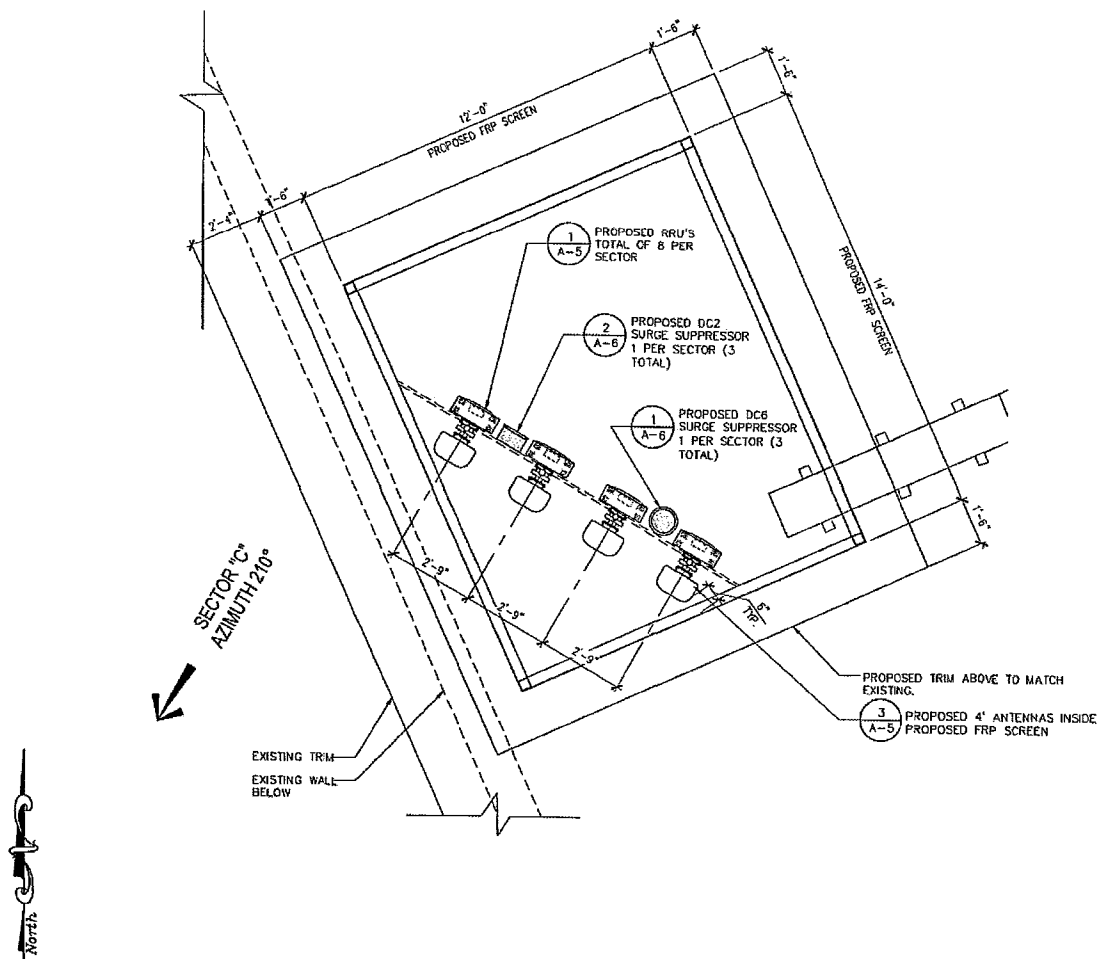 1'-6"
1'-6"
12'-0"
PROPOSED FRP SCREEN
1'-6"
2'-4"
1
A-5
PROPOSED RRU'S
TOTAL OF 8 PER
SECTOR
14'-0"
PROPOSED FRP SCREEN
2
A-6
PROPOSED DC2
SURGE SUPPRESSOR
1 PER SECTOR (3
TOTAL)
1
A-6
PROPOSED DC6
SURGE SUPPRESSOR
1 PER SECTOR (3
TOTAL)
1'-6"
SECTOR "C"
AZIMUTH 210°
2'-9"
2'-9"
2'-9"
6"
TYP.
PROPOSED TRIM ABOVE TO MATCH
EXISTING.
3
A-5
PROPOSED 4' ANTENNAS INSIDE
PROPOSED FRP SCREEN
EXISTING TRIM
EXISTING WALL
BELOW
North